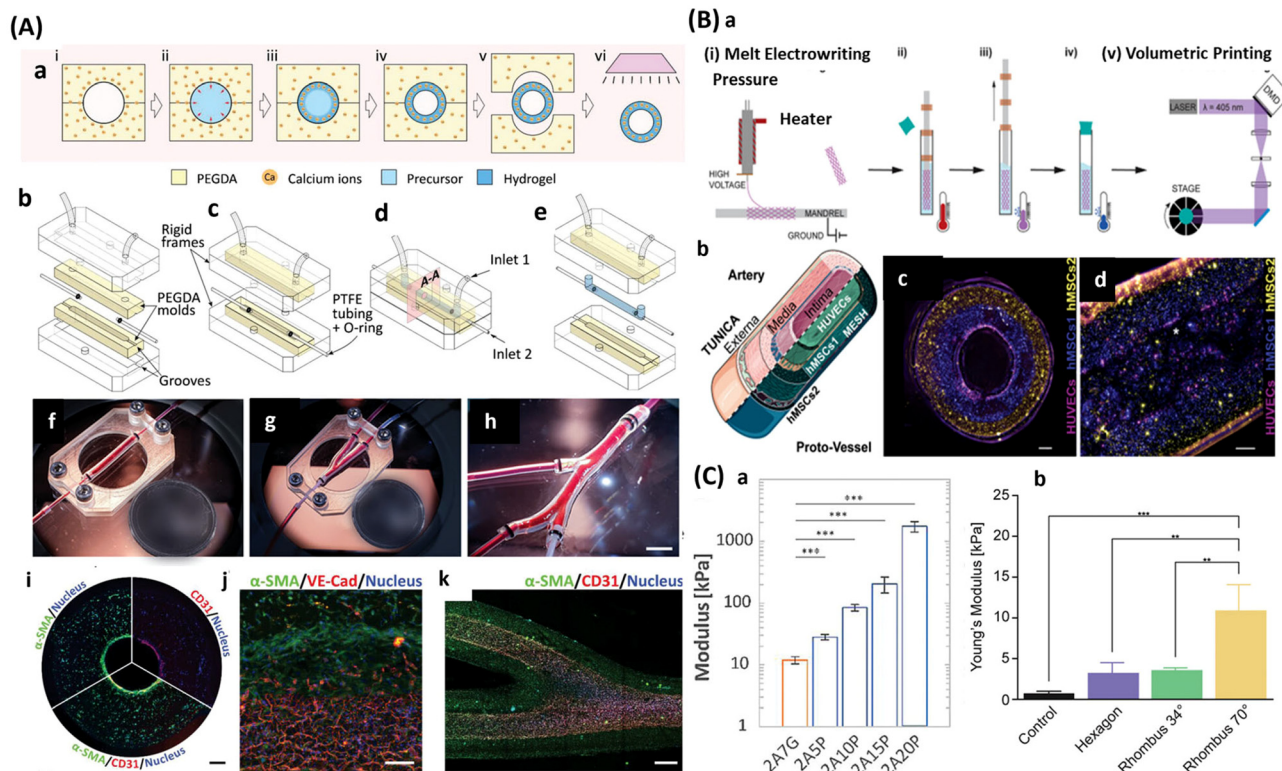 (A)
a
i
ii
iii
iv
v
vi
PEGDA
Ca
Calcium ions
Precursor
Hydrogel
b
c
d
e
Rigid frames
PEGDA molds
Grooves
PTFE tubing + O-ring
A-A
Inlet 1
Inlet 2
f
g
h
i
α-SMA/Nucleus
CD31/Nucleus
α-SMA/CD31/Nucleus
j
α-SMA/VE-Cad/Nucleus
k
α-SMA/CD31/Nucleus
(B) a
(i) Melt Electrowriting
Pressure
Heater
HIGH VOLTAGE
MANDREL
GROUND
ii)
iii)
iv)
(v) Volumetric Printing
LASER
λ = 405 nm
DMD
STAGE
b
Artery
TUNICA
Externa
Media
Intima
HUVECs
MESH
hMSCs1
hMSCs2
Proto-Vessel
c
HUVECs hMSCs1 hMSCs2
d
*
HUVECs hMSCs1 hMSCs2
(C) a
Modulus [kPa]
1000
100
10
1
***
***
***
***
2A7G
2A5P
2A10P
2A15P
2A20P
b
Young's Modulus [kPa]
25
20
15
10
5
0
***
**
**
Control
Hexagon
Rhombus 34°
Rhombus 70°